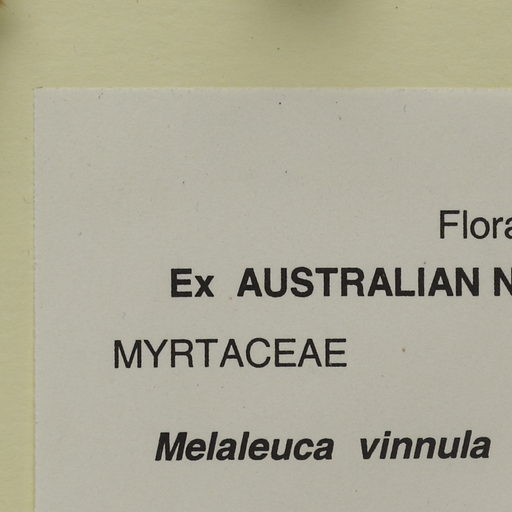 Flora
Ex AUSTRALIAN N
MYRTACEAE
Melaleuca vinnula